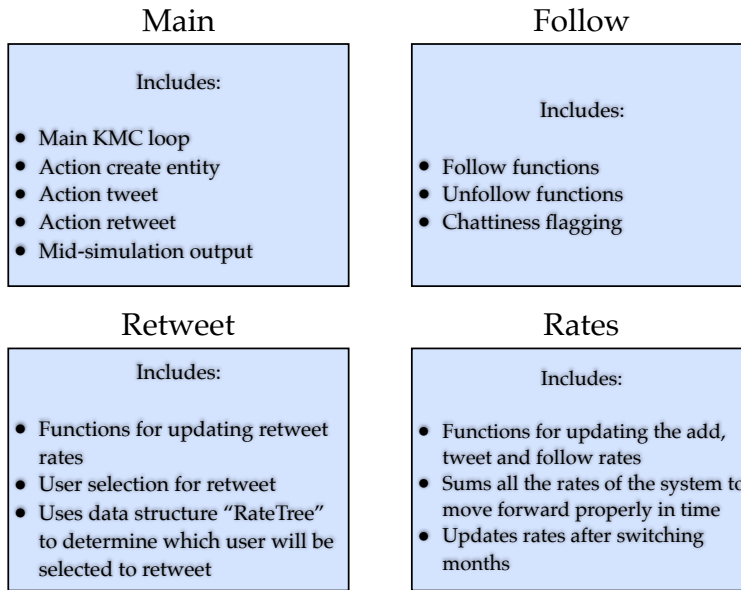 Main
Includes:
● Main KMC loop
● Action create entity
● Action tweet
● Action retweet
● Mid-simulation output
Follow
Includes:
● Follow functions
● Unfollow functions
● Chattiness flagging
Retweet
Includes:
● Functions for updating retweet
rates
● User selection for retweet
● Uses data structure “RateTree”
to determine which user will be
selected to retweet
Rates
Includes:
● Functions for updating the add,
tweet and follow rates
● Sums all the rates of the system to
move forward properly in time
● Updates rates after switching
months